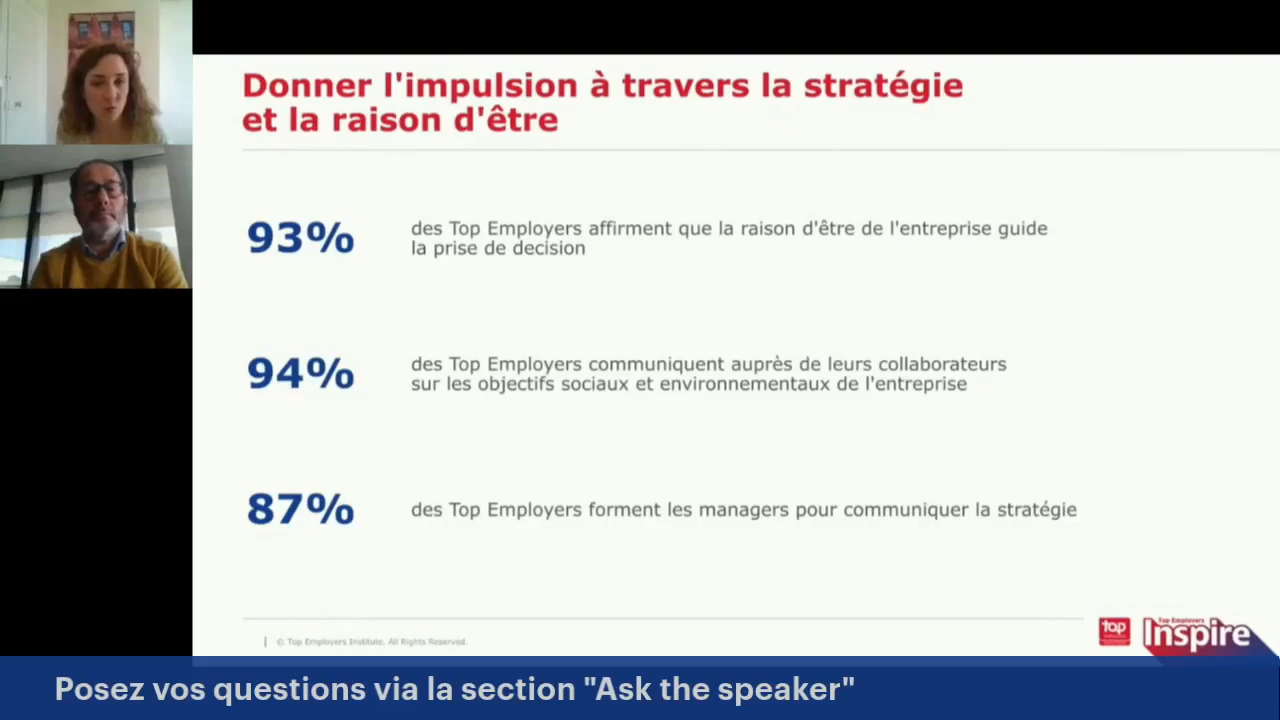 Donner l'impulsion à travers la stratégie
et la raison d'être
93%
des Top Employers affirment que la raison d'être de l'entreprise guide
la prise de decision
94%
des Top Employers communiquent auprès de leurs collaborateurs
sur les objectifs sociaux et environnementaux de l'entreprise
87%
des Top Employers forment les managers pour communiquer la stratégie
© Top Employers Institute. All Rights Reserved.
top
Top Employers
Inspire
Posez vos questions via la section "Ask the speaker"